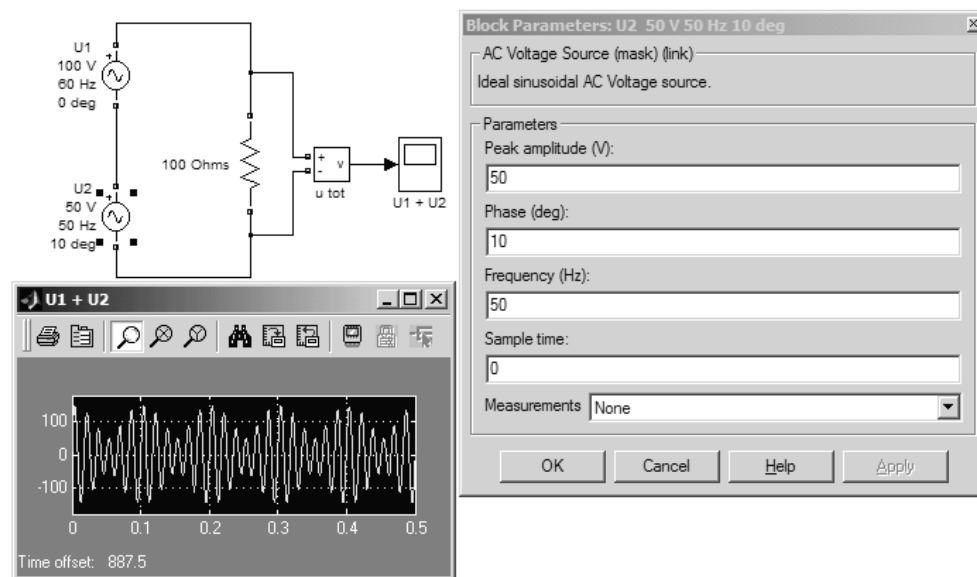 U1
100 V
60 Hz
0 deg
+
U2
50 V
50 Hz
10 deg
+
100 Ohms
+
-
v
u tot
U1 + U2
U1 + U2
100
0
-100
0
0.1
0.2
0.3
0.4
0.5
Time offset: 887.5
Block Parameters: U2 50 V 50 Hz 10 deg
AC Voltage Source (mask) (link)
Ideal sinusoidal AC Voltage source.
Parameters
Peak amplitude (V):
50
Phase (deg):
10
Frequency (Hz):
50
Sample time:
0
Measurements None
OK
Cancel
Help
Apply